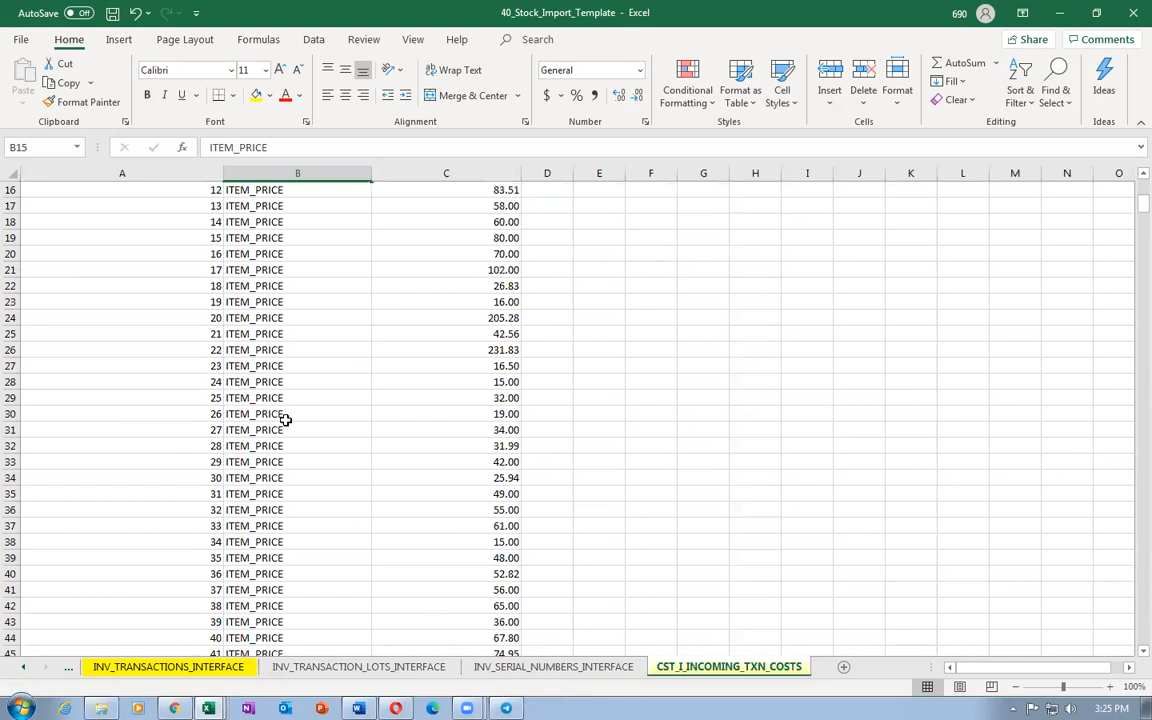 AutoSave Off 40_Stock_Import_Template - Excel 690
File Home Insert Page Layout Formulas Data Review View Help Search Share Comments
Paste Cut Copy Format Painter Calibri 11 Wrap Text General Conditional Formatting Format as Table Cell Styles Insert Delete Format AutoSum Fill Clear Sort & Filter Find & Select Ideas
B I U A Merge & Center $ % ,
Clipboard Font Alignment Number Styles Cells Editing Ideas
B15 fx ITEM_PRICE
A B C D E F G H I J K L M N O
16 12 ITEM_PRICE 83.51
17 13 ITEM_PRICE 58.00
18 14 ITEM_PRICE 60.00
19 15 ITEM_PRICE 80.00
20 16 ITEM_PRICE 70.00
21 17 ITEM_PRICE 102.00
22 18 ITEM_PRICE 26.83
23 19 ITEM_PRICE 16.00
24 20 ITEM_PRICE 205.28
25 21 ITEM_PRICE 42.56
26 22 ITEM_PRICE 231.83
27 23 ITEM_PRICE 16.50
28 24 ITEM_PRICE 15.00
29 25 ITEM_PRICE 32.00
30 26 ITEM_PRICE 19.00
31 27 ITEM_PRICE 34.00
32 28 ITEM_PRICE 31.99
33 29 ITEM_PRICE 42.00
34 30 ITEM_PRICE 25.94
35 31 ITEM_PRICE 49.00
36 32 ITEM_PRICE 55.00
37 33 ITEM_PRICE 61.00
38 34 ITEM_PRICE 15.00
39 35 ITEM_PRICE 48.00
40 36 ITEM_PRICE 52.82
41 37 ITEM_PRICE 56.00
42 38 ITEM_PRICE 65.00
43 39 ITEM_PRICE 36.00
44 40 ITEM_PRICE 67.80
45 41 ITEM_PRICE 74.95
... INV_TRANSACTIONS_INTERFACE INV_TRANSACTION_LOTS_INTERFACE INV_SERIAL_NUMBERS_INTERFACE CST_I_INCOMING_TXN_COSTS
100%
3:25 PM